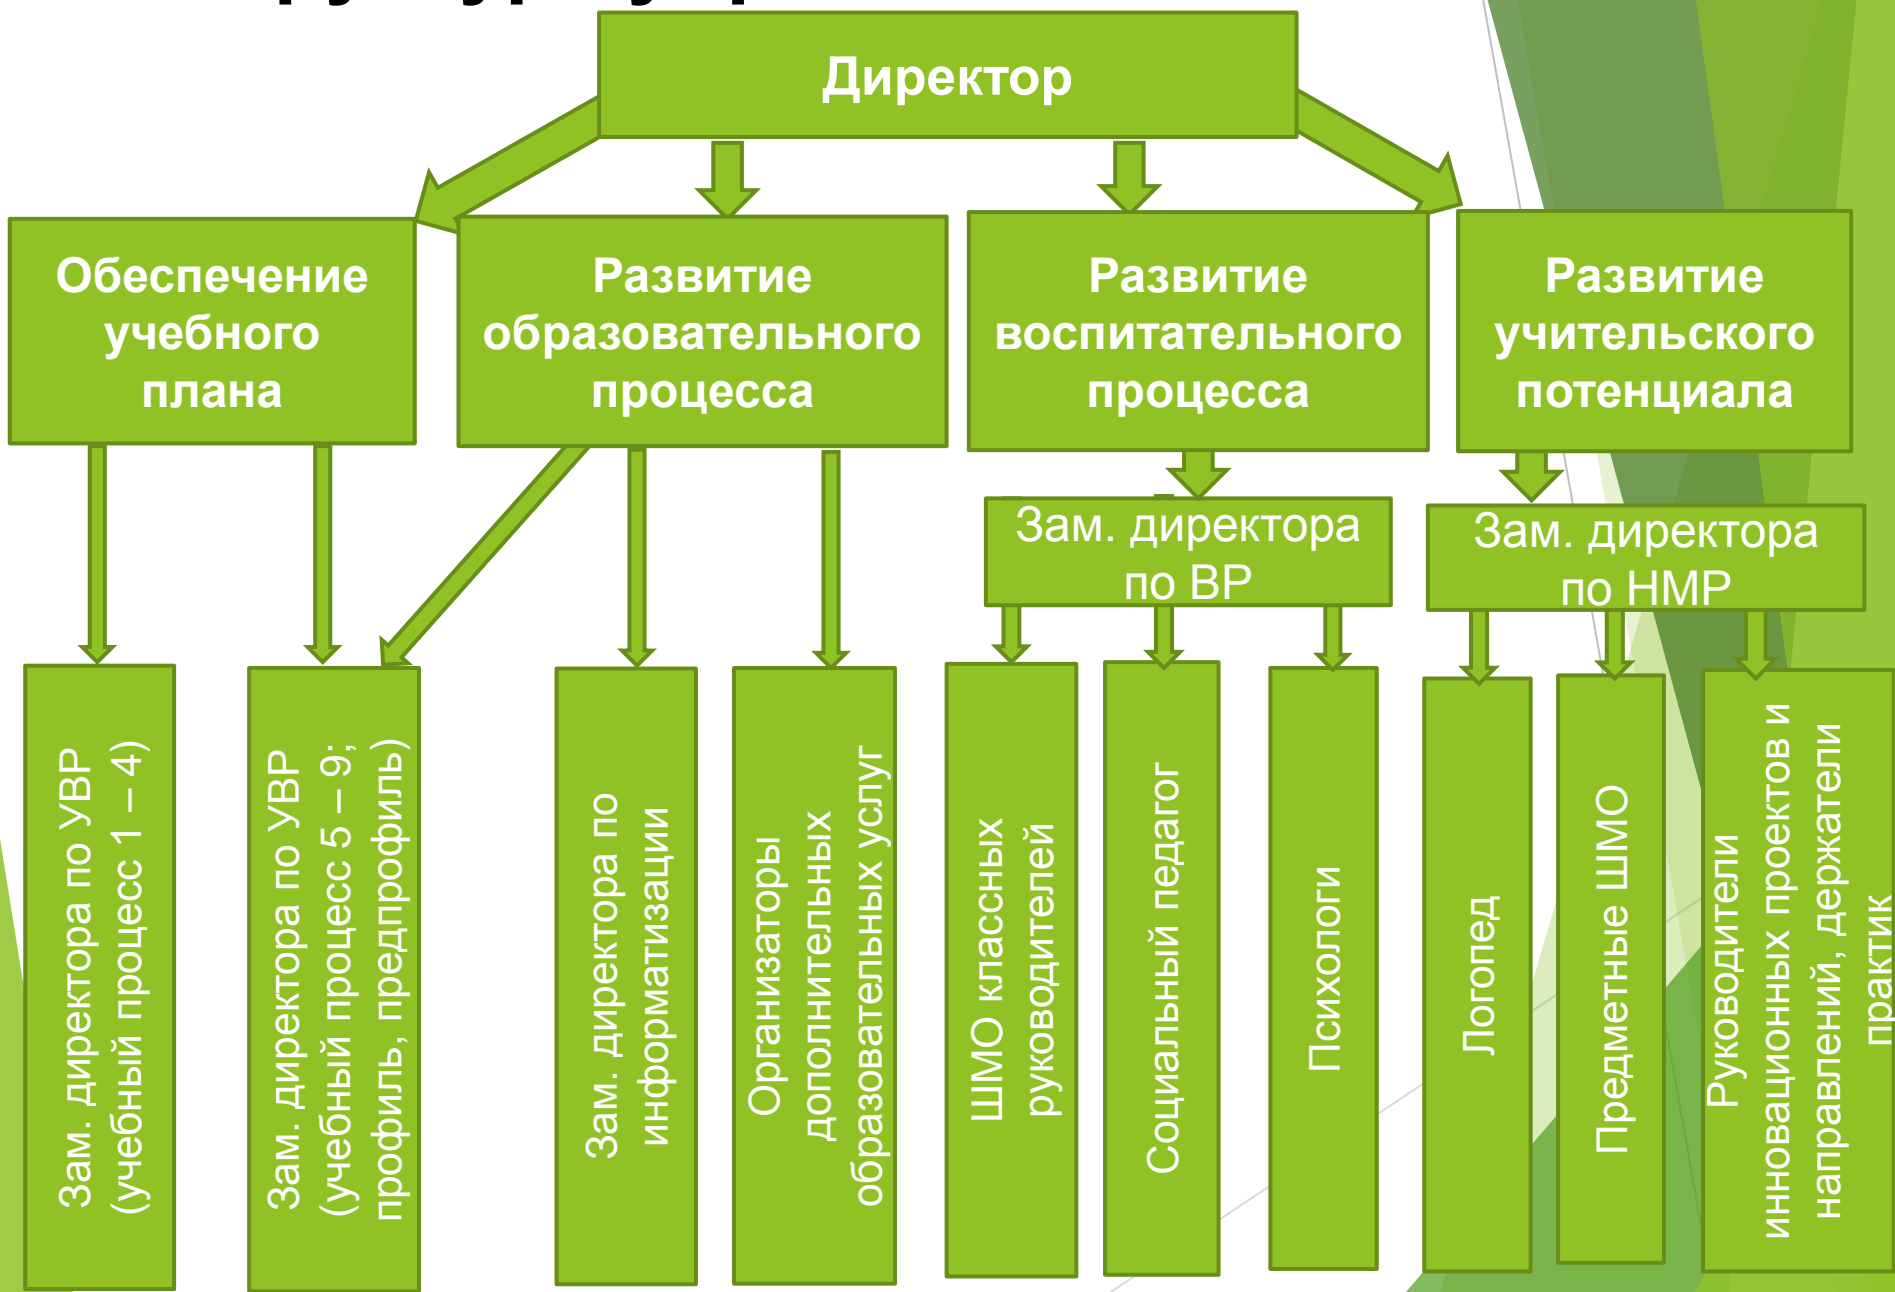 Директор
Обеспечение
учебного
плана
Развитие
образовательного
процесса
Развитие
воспитательного
процесса
Развитие
учительского
потенциала
Зам. директора
по ВР
Зам. директора
по НМР
Зам. директора по УВР
(учебный процесс 1 – 4)
Зам. директора по УВР
(учебный процесс 5 – 9;
профиль, предпрофиль)
Зам. директора по
информатизации
Организаторы
дополнительных
образовательных услуг
ШМО классных
руководителей
Социальный педагог
Психологи
Логопед
Предметные ШМО
Руководители
инновационных проектов и
направлений, держатели
практик